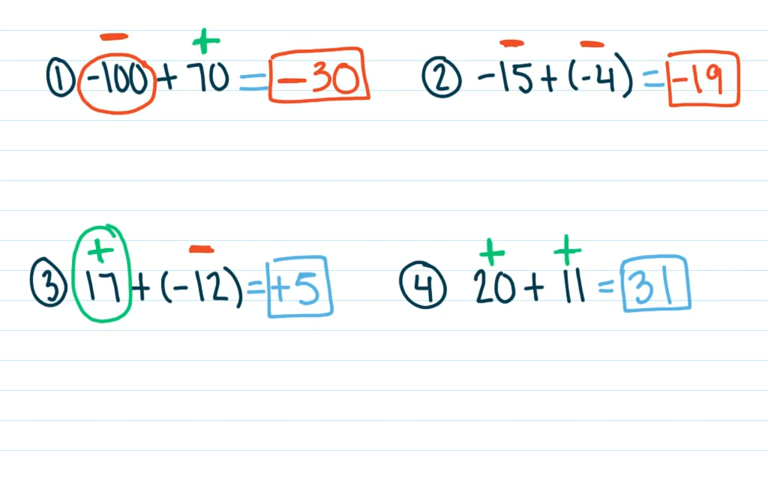 − + − −
① -100 + 70 = −30 ② -15 + (-4) = -19
+ − + +
③ 17 + (-12) = +5 ④ 20 + 11 = 31